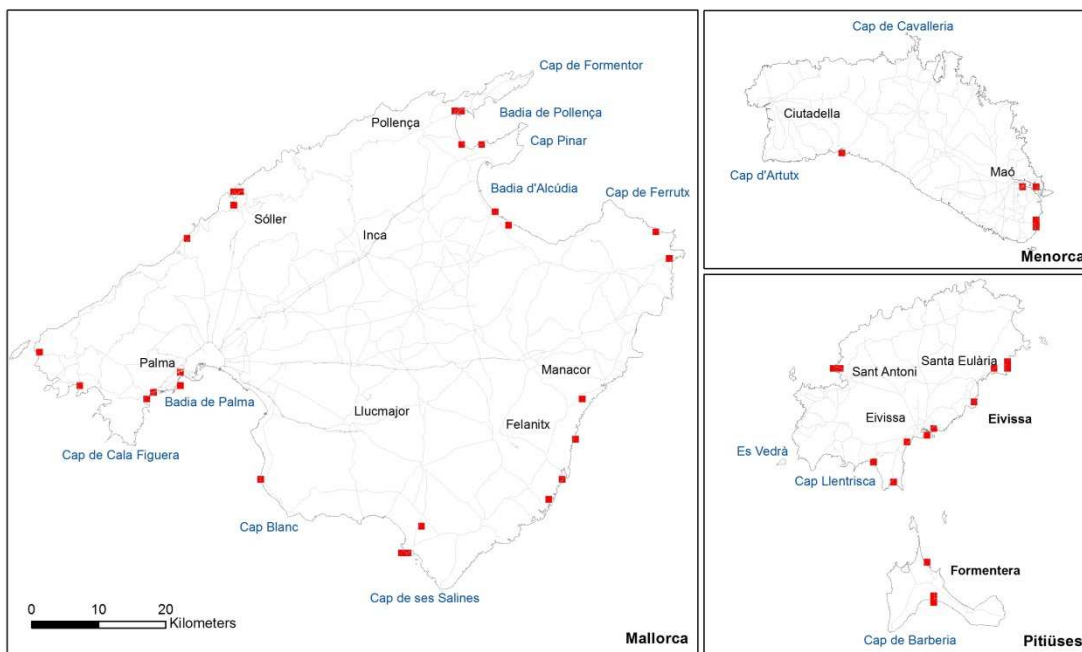 Cap de Formentor
Badia de Pollença
Pollença
Cap Pinar
Badia d'Alcúdia
Cap de Ferrutx
Sóller
Inca
Palma
Manacor
Badia de Palma
Llucmajor
Felanitx
Cap de Cala Figuera
Cap Blanc
Cap de ses Salines
0 10 20
Kilometers
Mallorca
Cap de Cavalleria
Ciutadella
Cap d'Artutx
Maó
Menorca
Santa Eulària
Sant Antoni
Eivissa
Eivissa
Es Vedrà
Cap Llentrisca
Formentera
Cap de Barberia
Pitiüses